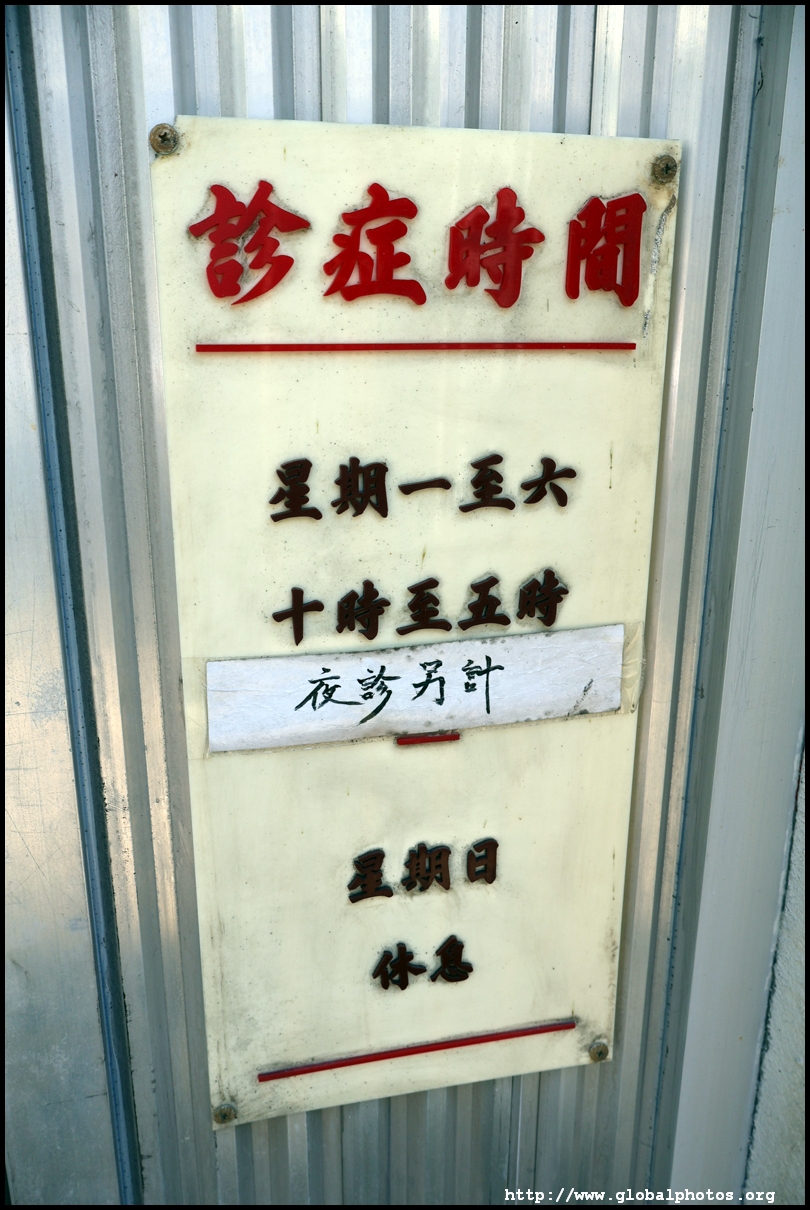 診症時間
星期一至六
十時至五時
夜診另計
星期日
休息
http://www.globalphotos.org